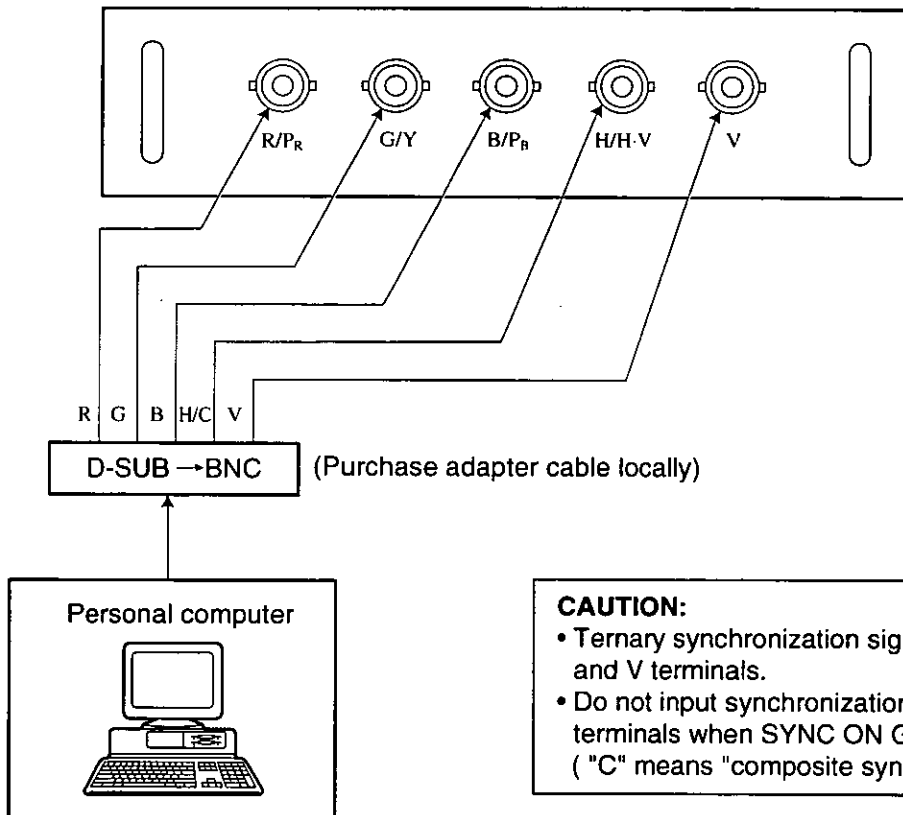 R/PR G/Y B/PB H/H·V V
R G B H/C V
D-SUB→BNC (Purchase adapter cable locally)
Personal computer
CAUTION:
• Ternary synchronization sig
and V terminals.
• Do not input synchronization
terminals when SYNC ON G
( "C" means "composite syn